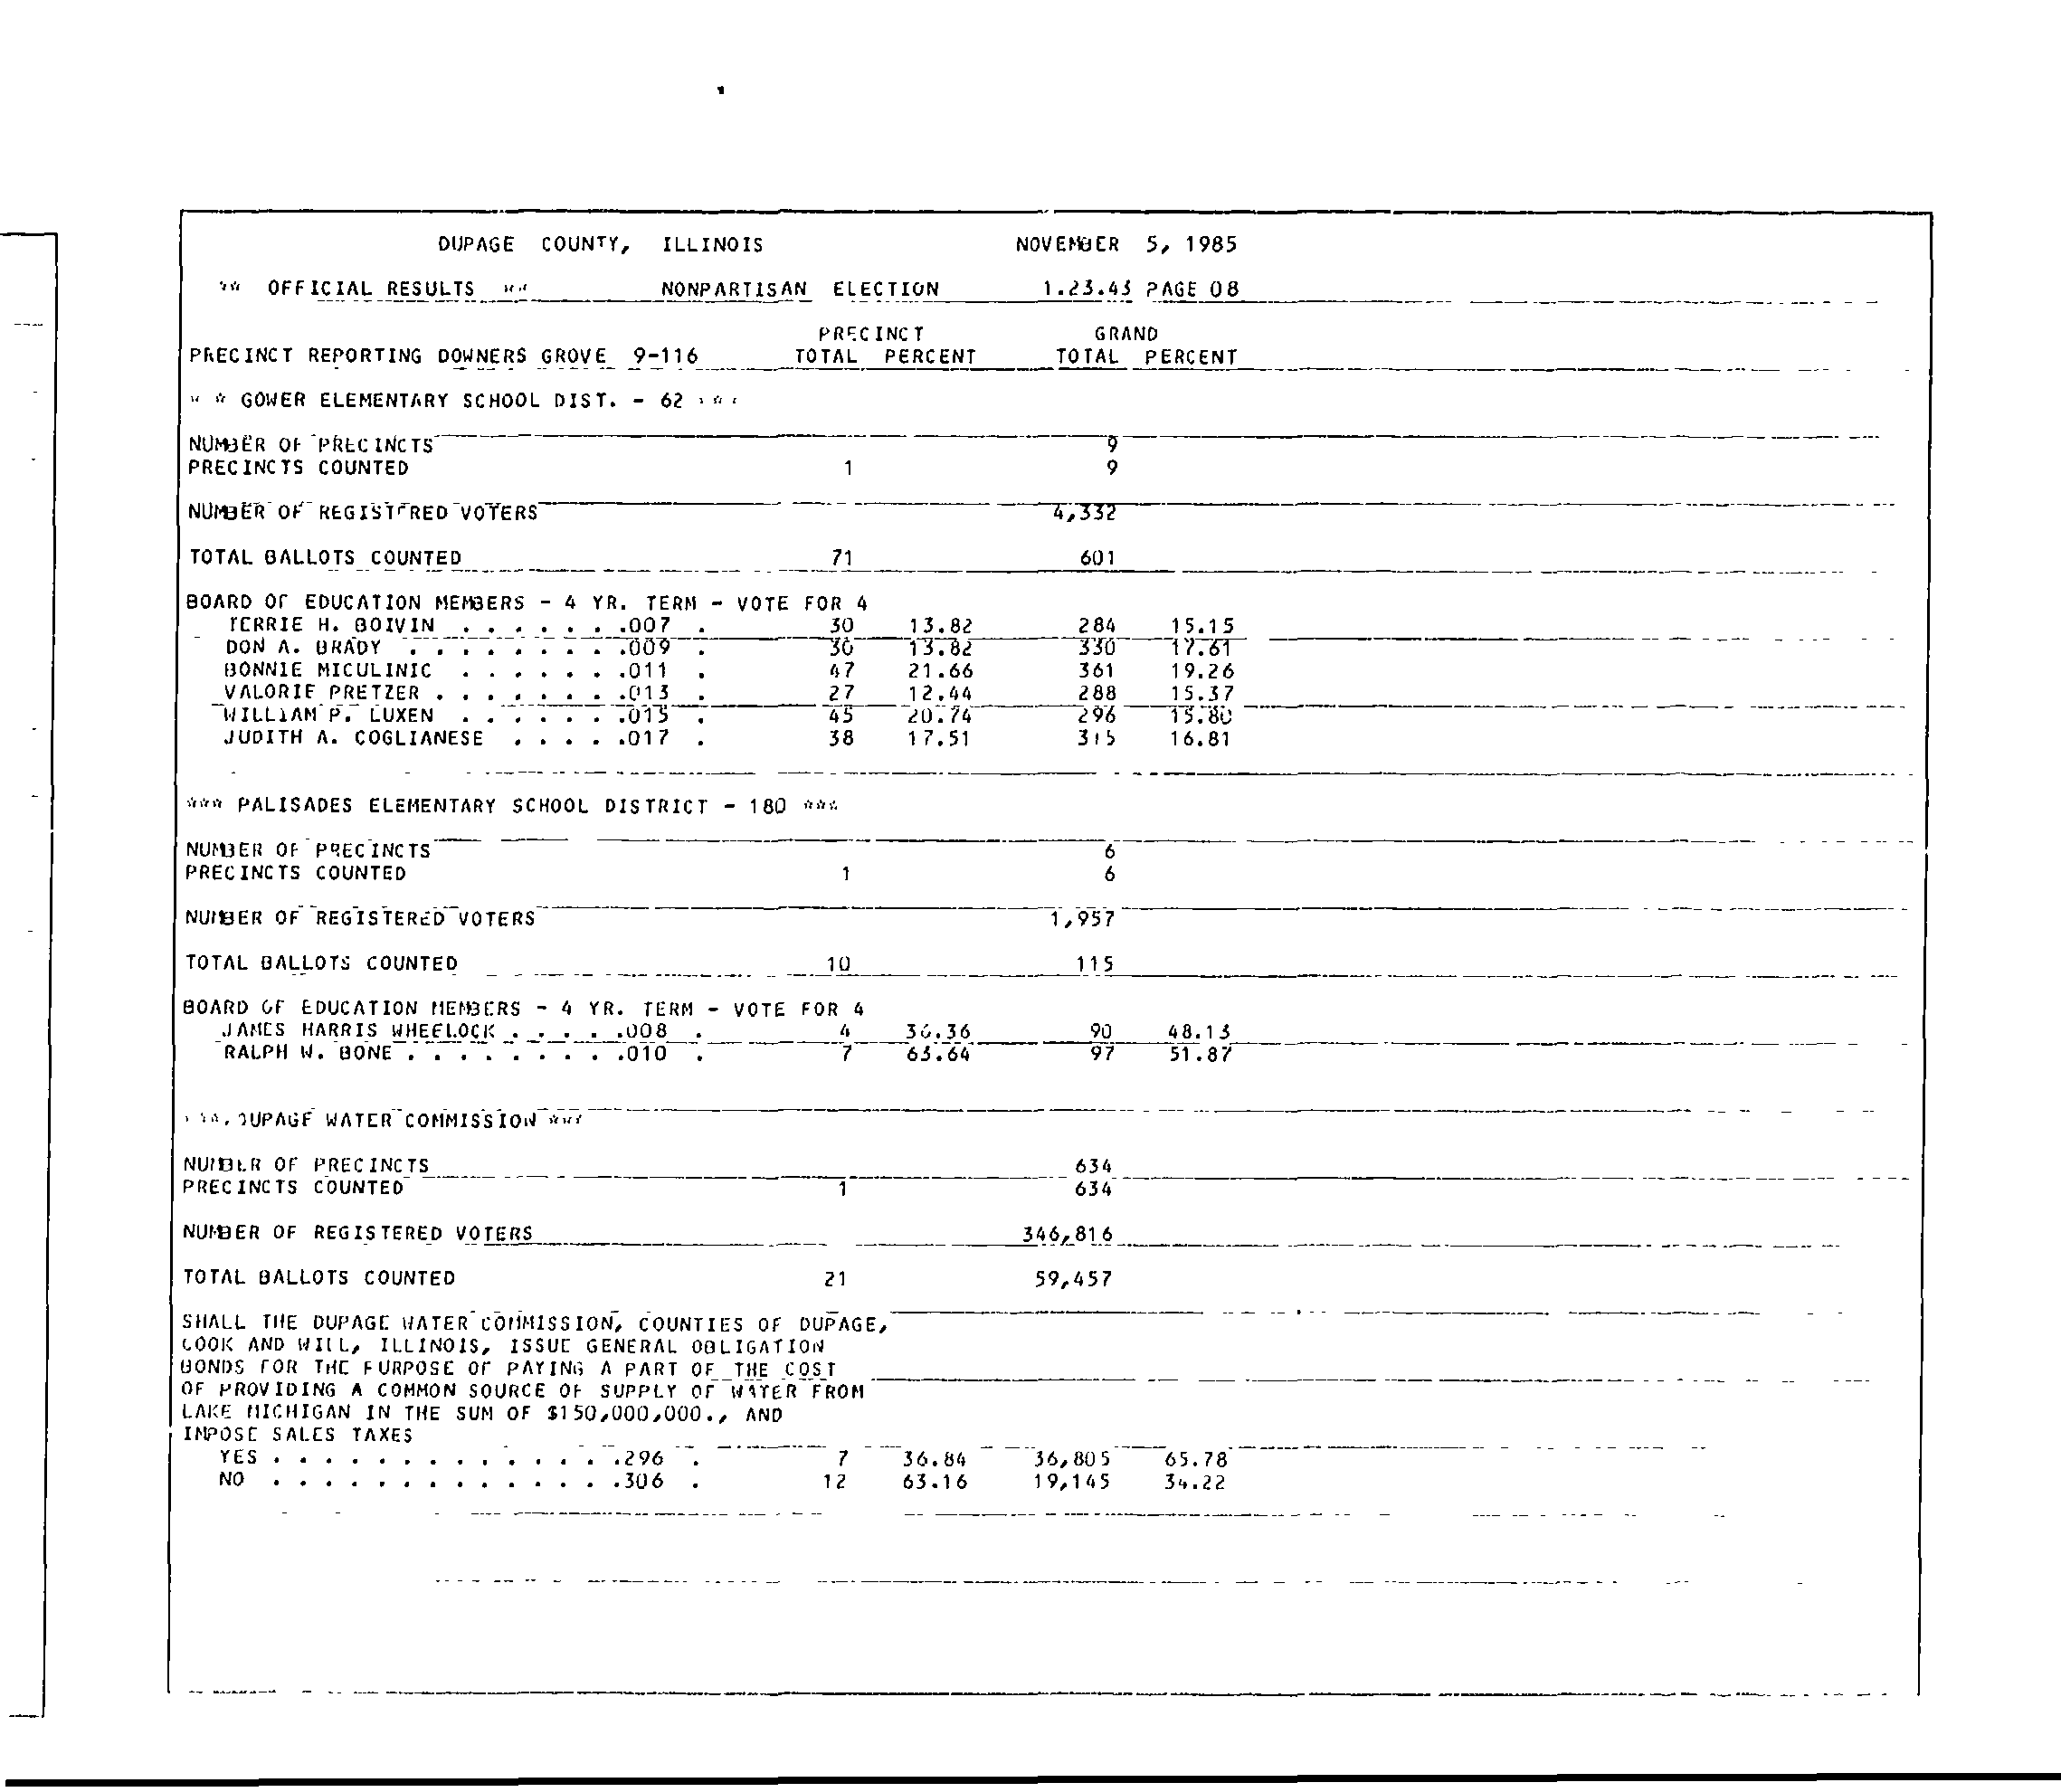 DUPAGE COUNTY, ILLINOIS NOVEMBER 5, 1985
** OFFICIAL RESULTS ** NONPARTISAN ELECTION 1.23.43 PAGE 08
PRECINCT GRAND
PRECINCT REPORTING DOWNERS GROVE 9-116 TOTAL PERCENT TOTAL PERCENT
* * GOWER ELEMENTARY SCHOOL DIST. - 62 ***
NUMBER OF PRECINCTS 9
PRECINCTS COUNTED 1 9
NUMBER OF REGISTERED VOTERS 4,332
TOTAL BALLOTS COUNTED 71 601
BOARD OF EDUCATION MEMBERS - 4 YR. TERM - VOTE FOR 4
TERRIE H. BOIVIN . . . . . . .007 . 30 13.82 284 15.15
DON A. BRADY . . . . . . . . .009 . 30 13.82 330 17.61
BONNIE MICULINIC . . . . . . .011 . 47 21.66 361 19.26
VALORIE PRETZER . . . . . . . .013 . 27 12.44 288 15.37
WILLIAM P. LUXEN . . . . . . .015 . 45 20.74 296 15.80
JUDITH A. COGLIANESE . . . . .017 . 38 17.51 315 16.81
*** PALISADES ELEMENTARY SCHOOL DISTRICT - 180 ***
NUMBER OF PRECINCTS 6
PRECINCTS COUNTED 1 6
NUMBER OF REGISTERED VOTERS 1,957
TOTAL BALLOTS COUNTED 10 115
BOARD OF EDUCATION MEMBERS - 4 YR. TERM - VOTE FOR 4
JAMES HARRIS WHEELOCK . . . . .008 . 4 36.36 90 48.13
RALPH W. BONE . . . . . . . . .010 . 7 63.64 97 51.87
*** DUPAGE WATER COMMISSION ***
NUMBER OF PRECINCTS 634
PRECINCTS COUNTED 1 634
NUMBER OF REGISTERED VOTERS 346,816
TOTAL BALLOTS COUNTED 21 59,457
SHALL THE DUPAGE WATER COMMISSION, COUNTIES OF DUPAGE,
COOK AND WILL, ILLINOIS, ISSUE GENERAL OBLIGATION
BONDS FOR THE PURPOSE OF PAYING A PART OF THE COST
OF PROVIDING A COMMON SOURCE OF SUPPLY OF WATER FROM
LAKE MICHIGAN IN THE SUM OF $150,000,000., AND
IMPOSE SALES TAXES
YES . . . . . . . . . . . . . .296 . 7 36.84 36,805 65.78
NO . . . . . . . . . . . . . .306 . 12 63.16 19,145 34.22